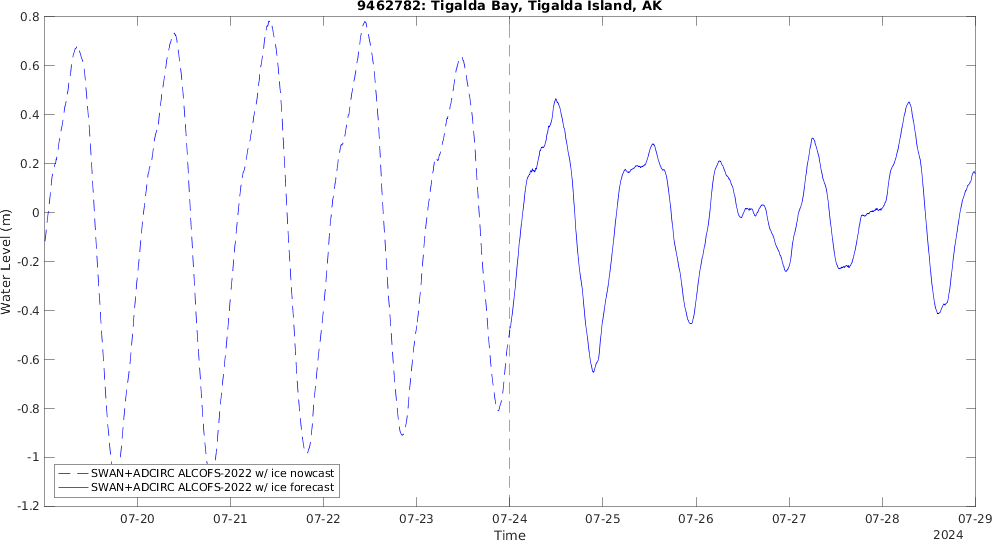 9462782: Tigalda Bay, Tigalda Island, AK
0.8
0.6
0.4
0.2
0
-0.2
-0.4
-0.6
-0.8
-1
-1.2
Water Level (m)
SWAN+ADCIRC ALCOFS-2022 w/ ice nowcast
SWAN+ADCIRC ALCOFS-2022 w/ ice forecast
07-20 07-21 07-22 07-23 07-24 07-25 07-26 07-27 07-28 07-29
Time
2024